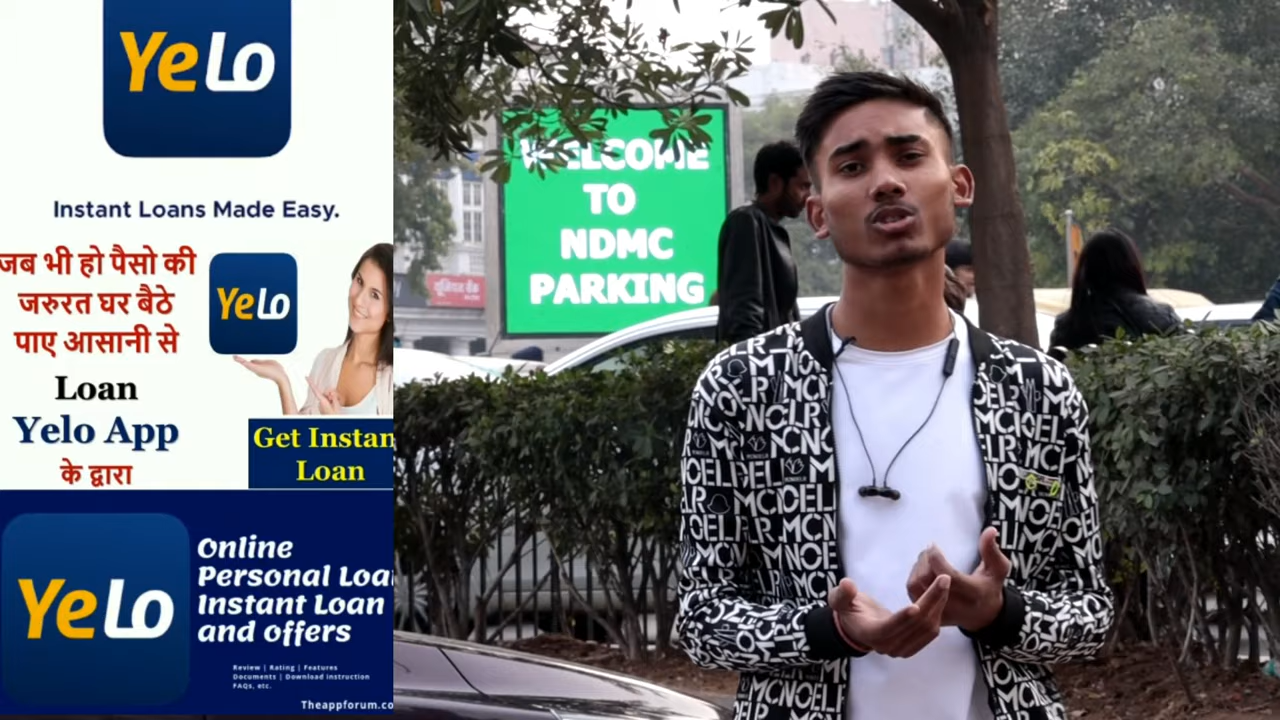 YeLo
Instant Loans Made Easy.
जब भी हो पैसो की
जरुरत घर बैठे
पाए आसानी से
Loan
Yelo App
के द्वारा
YeLo
Get Instan
Loan
YeLo
Online
Personal Loa
Instant Loan
and offers
Review | Rating | Features
Documents | Download instruction
FAQs, etc.
Theappforum.co
WELCOME
TO
NDMC
PARKING
यूनियन बैंक